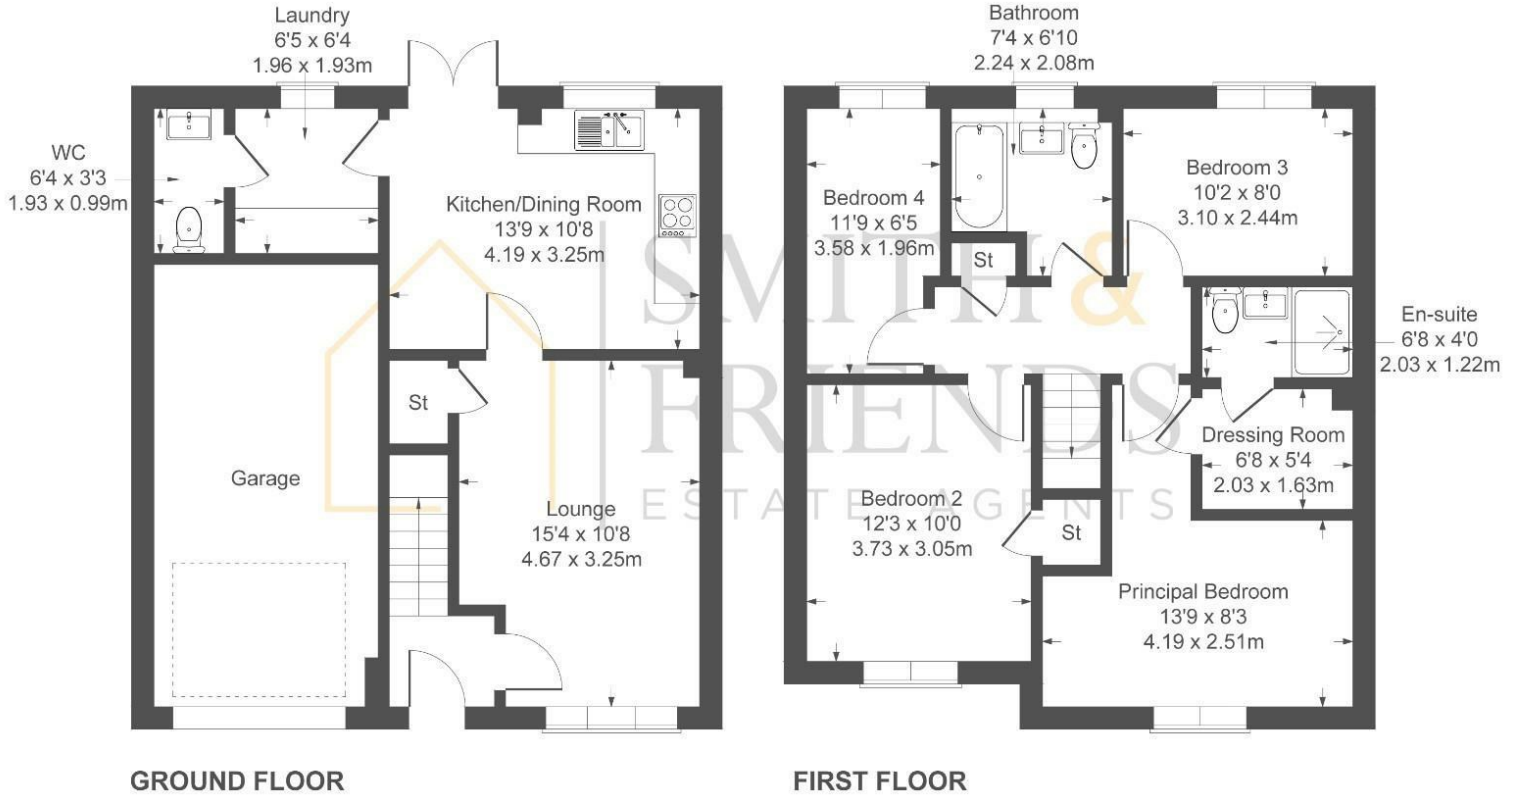 Laundry
6'5 x 6'4
1.96 x 1.93m
WC
6'4 x 3'3
1.93 x 0.99m
Kitchen/Dining Room
13'9 x 10'8
4.19 x 3.25m
St
Garage
Lounge
15'4 x 10'8
4.67 x 3.25m
GROUND FLOOR
Bathroom
7'4 x 6'10
2.24 x 2.08m
Bedroom 4
11'9 x 6'5
3.58 x 1.96m
Bedroom 3
10'2 x 8'0
3.10 x 2.44m
St
En-suite
6'8 x 4'0
2.03 x 1.22m
Dressing Room
6'8 x 5'4
2.03 x 1.63m
Bedroom 2
12'3 x 10'0
3.73 x 3.05m
St
Principal Bedroom
13'9 x 8'3
4.19 x 2.51m
FIRST FLOOR
SMITH &
FRIENDS
ESTATE AGENTS